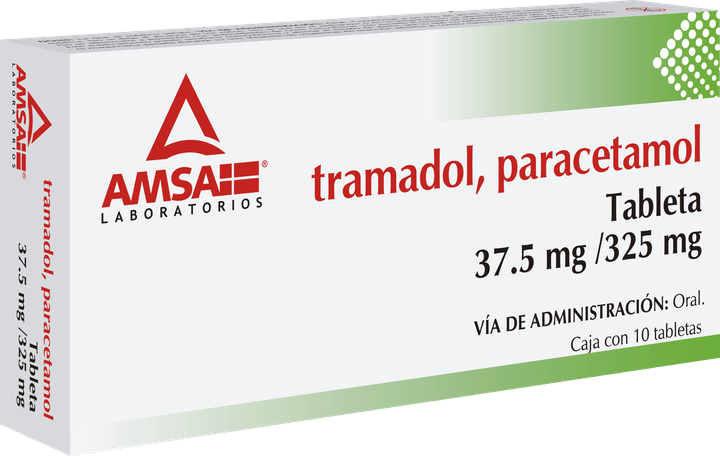 AMSA®
LABORATORIOS
tramadol, paracetamol
Tableta
37.5 mg /325 mg
VÍA DE ADMINISTRACIÓN: Oral.
Caja con 10 tabletas
AMSA®
LABORATORIOS
tramadol, paracetamol
Tableta
37.5 mg /325 mg